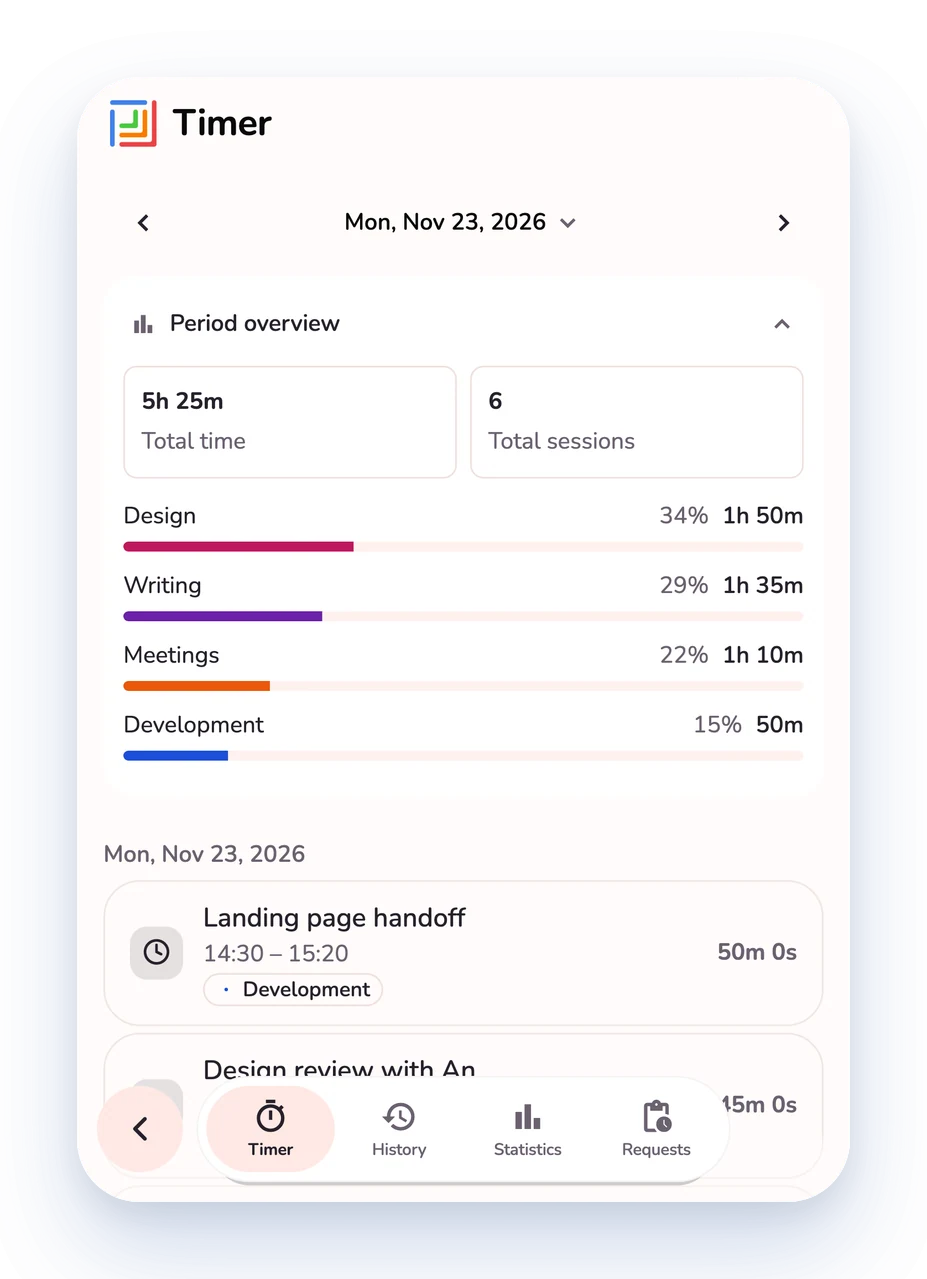 Timer
Mon, Nov 23, 2026
Period overview
5h 25m
Total time
6
Total sessions
Design 34% 1h 50m
Writing 29% 1h 35m
Meetings 22% 1h 10m
Development 15% 50m
Mon, Nov 23, 2026
Landing page handoff
14:30 – 15:20
50m 0s
Development
Design review with An
45m 0s
Timer
History
Statistics
Requests